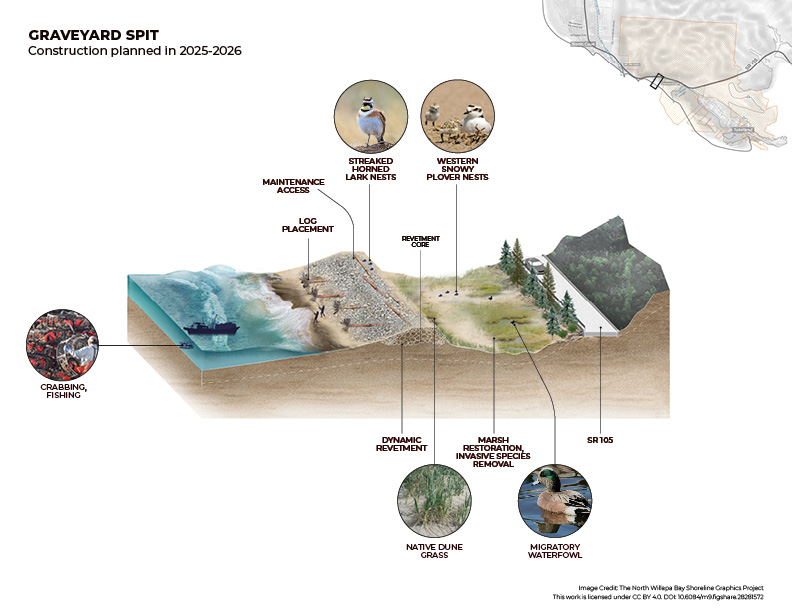 GRAVEYARD SPIT
Construction planned in 2025-2026
SR 105
STREAKED
HORNED
LARK NESTS
WESTERN
SNOWY
PLOVER NESTS
MAINTENANCE
ACCESS
LOG
PLACEMENT
REVETMENT
CORE
CRABBING,
FISHING
DYNAMIC
REVETMENT
MARSH
RESTORATION,
INVASIVE SPECIES
REMOVAL
SR 105
NATIVE DUNE
GRASS
MIGRATORY
WATERFOWL
Image Credit: The North Willapa Bay Shoreline Graphics Project
This work is licensed under CC BY 4.0. DOI: 10.6084/m9.figshare.28281572